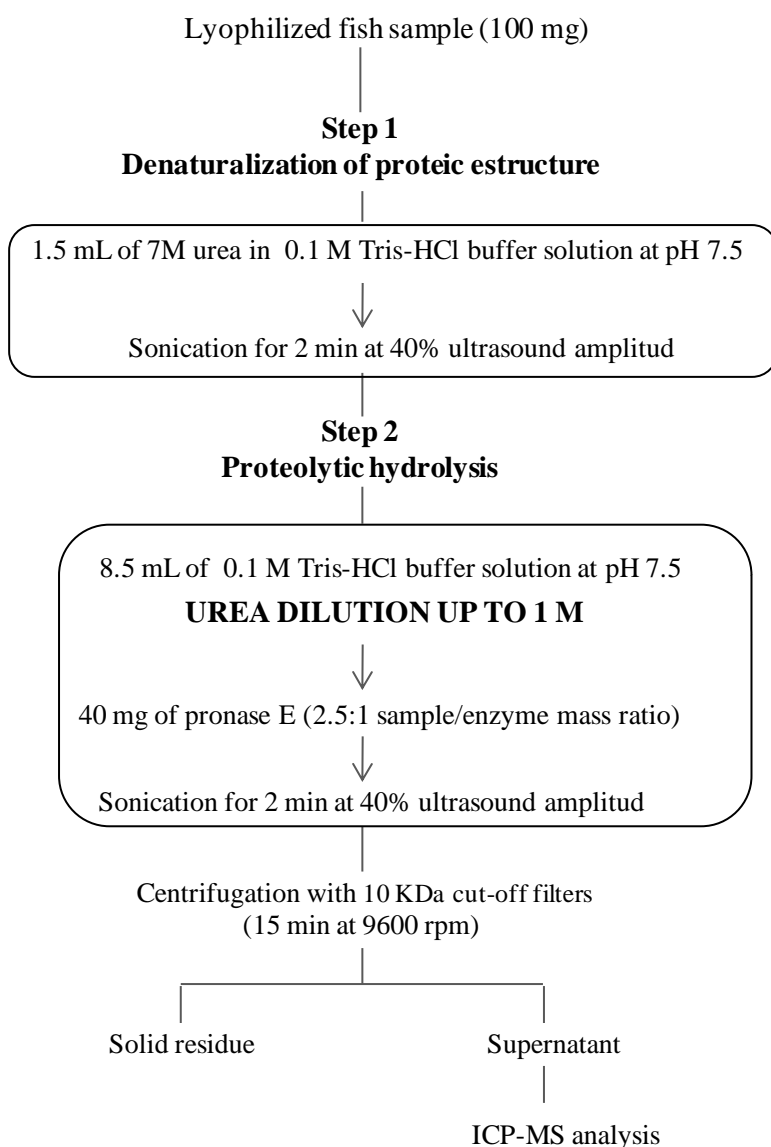 Lyophilized fish sample (100 mg)
Step 1
Denaturalization of proteic estructure
1.5 mL of 7M urea in 0.1 M Tris-HCl buffer solution at pH 7.5
Sonication for 2 min at 40% ultrasound amplitud
Step 2
Proteolytic hydrolysis
8.5 mL of 0.1 M Tris-HCl buffer solution at pH 7.5
UREA DILUTION UP TO 1 M
40 mg of pronase E (2.5:1 sample/enzyme mass ratio)
Sonication for 2 min at 40% ultrasound amplitud
Centrifugation with 10 KDa cut-off filters
(15 min at 9600 rpm)
Solid residue
Supernatant
ICP-MS analysis